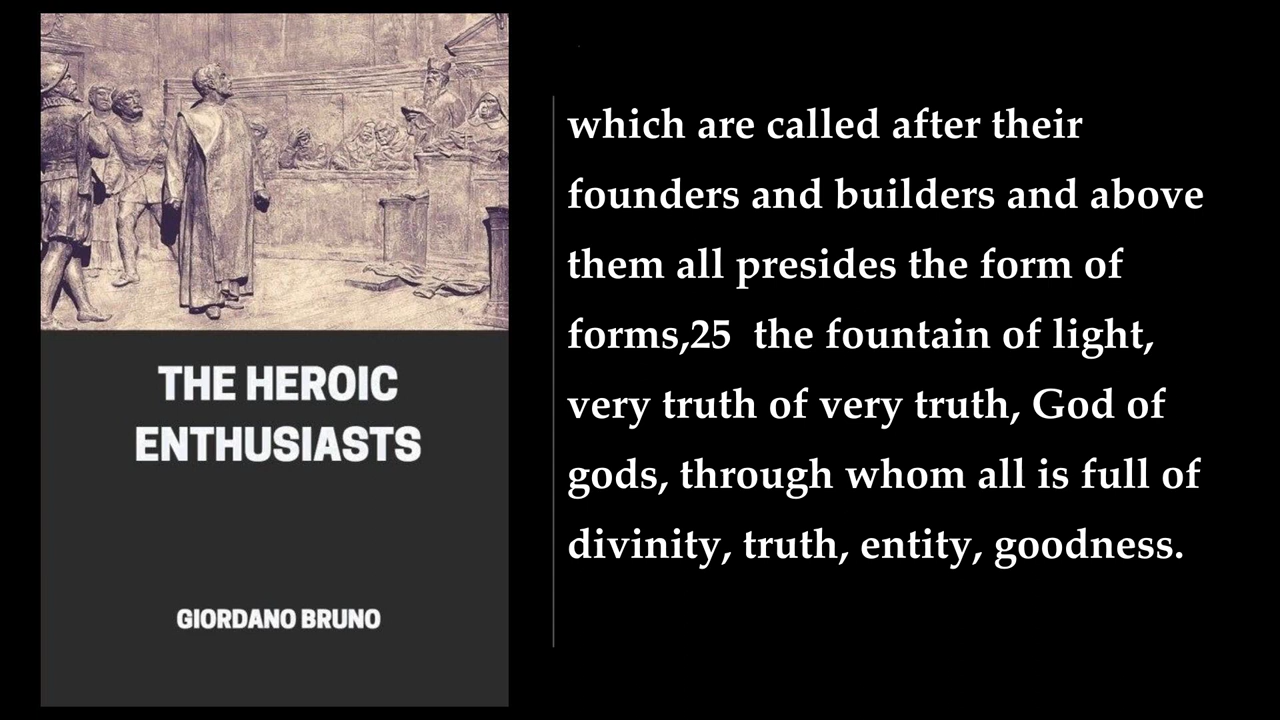 THE HEROIC
ENTHUSIASTS
GIORDANO BRUNO
which are called after their
founders and builders and above
them all presides the form of
forms,25  the fountain of light,
very truth of very truth, God of
gods, through whom all is full of
divinity, truth, entity, goodness.